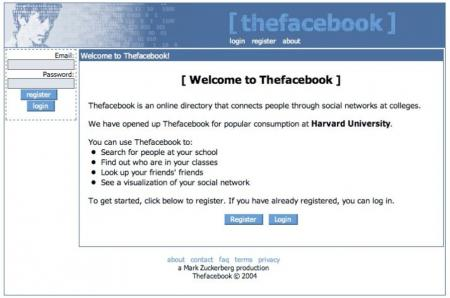 [ thefacebook ]
login register about
Email:
Password:
register
login
Welcome to Thefacebook!
[ Welcome to Thefacebook ]
Thefacebook is an online directory that connects people through social networks at colleges.
We have opened up Thefacebook for popular consumption at Harvard University.
You can use Thefacebook to:
• Search for people at your school
• Find out who are in your classes
• Look up your friends' friends
• See a visualization of your social network
To get started, click below to register. If you have already registered, you can log in.
Register Login
about contact faq terms privacy
a Mark Zuckerberg production
Thefacebook © 2004